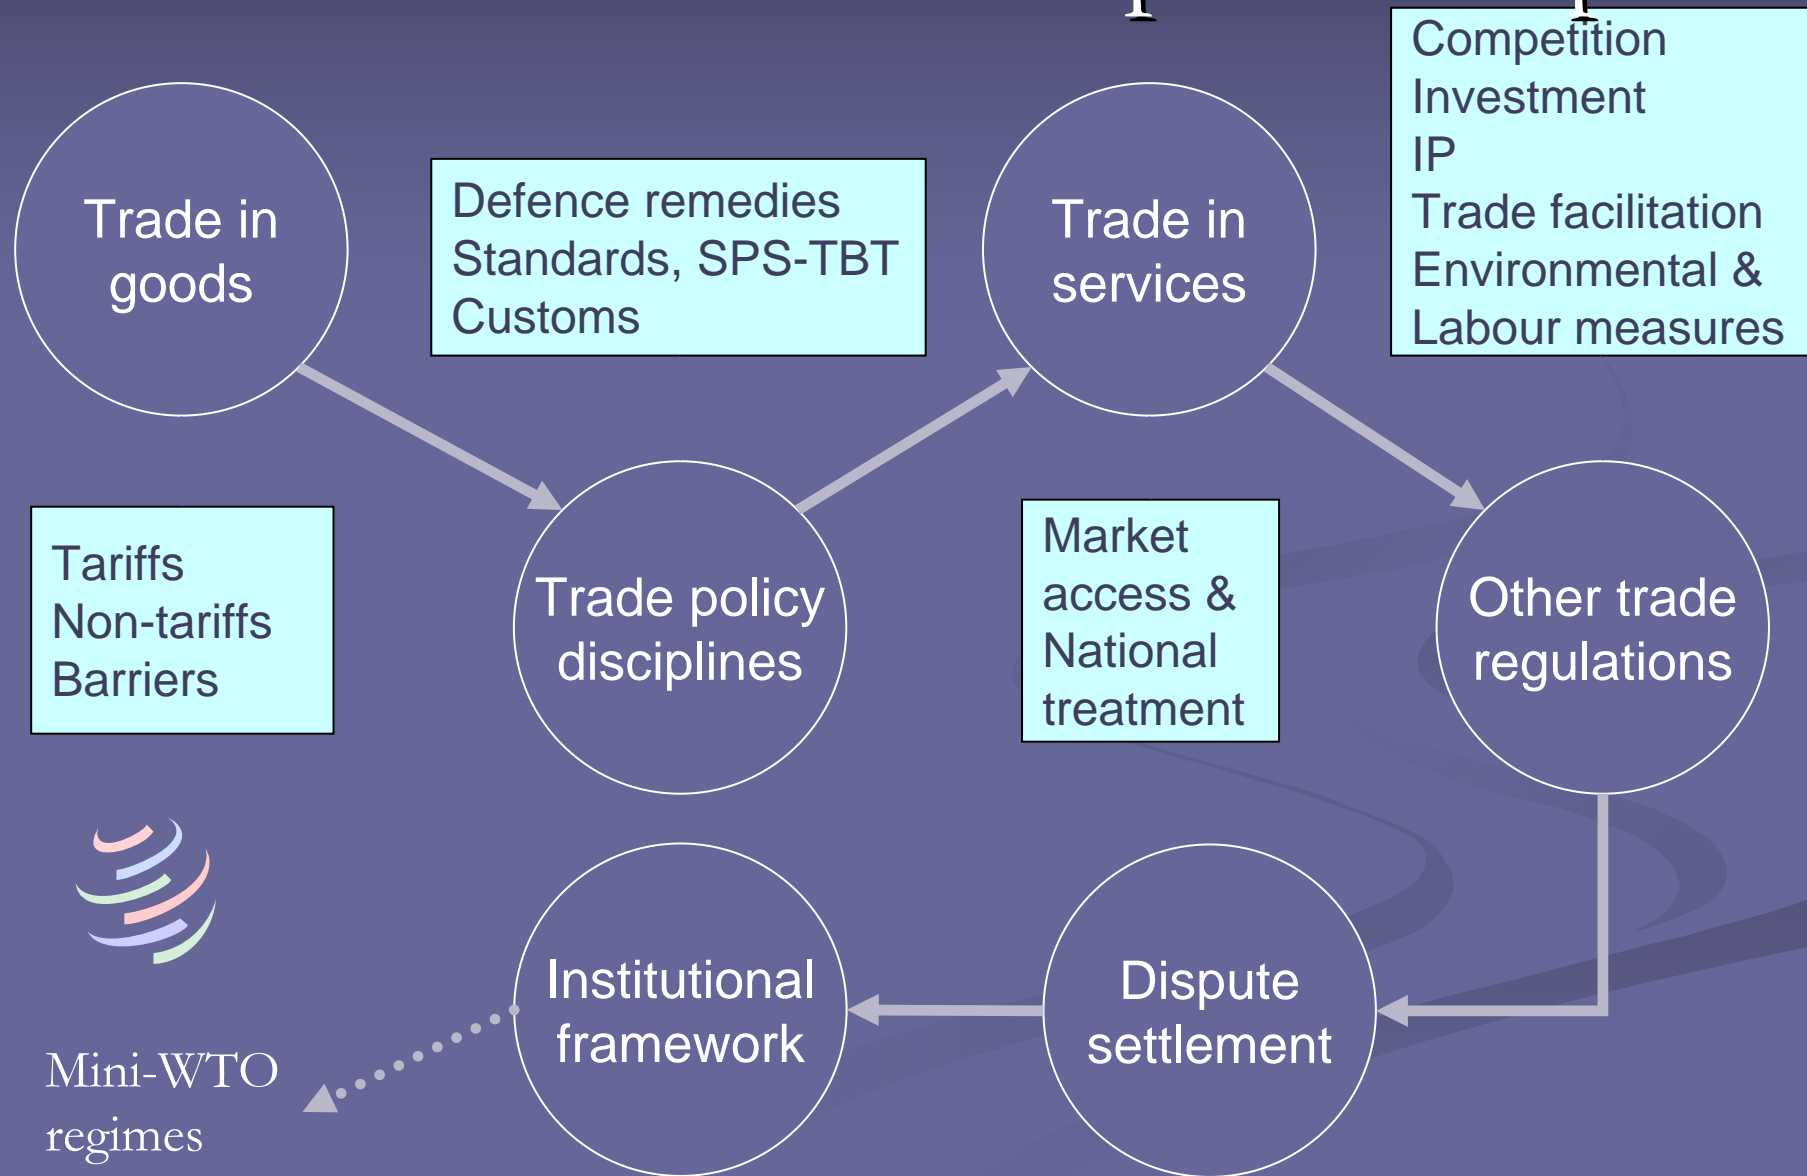 Trade in
goods
Defence remedies
Standards, SPS-TBT
Customs
Trade in
services
Competition
Investment
IP
Trade facilitation
Environmental &
Labour measures
Tariffs
Non-tariffs
Barriers
Trade policy
disciplines
Market
access &
National
treatment
Other trade
regulations
Dispute
settlement
Institutional
framework
Mini-WTO
regimes